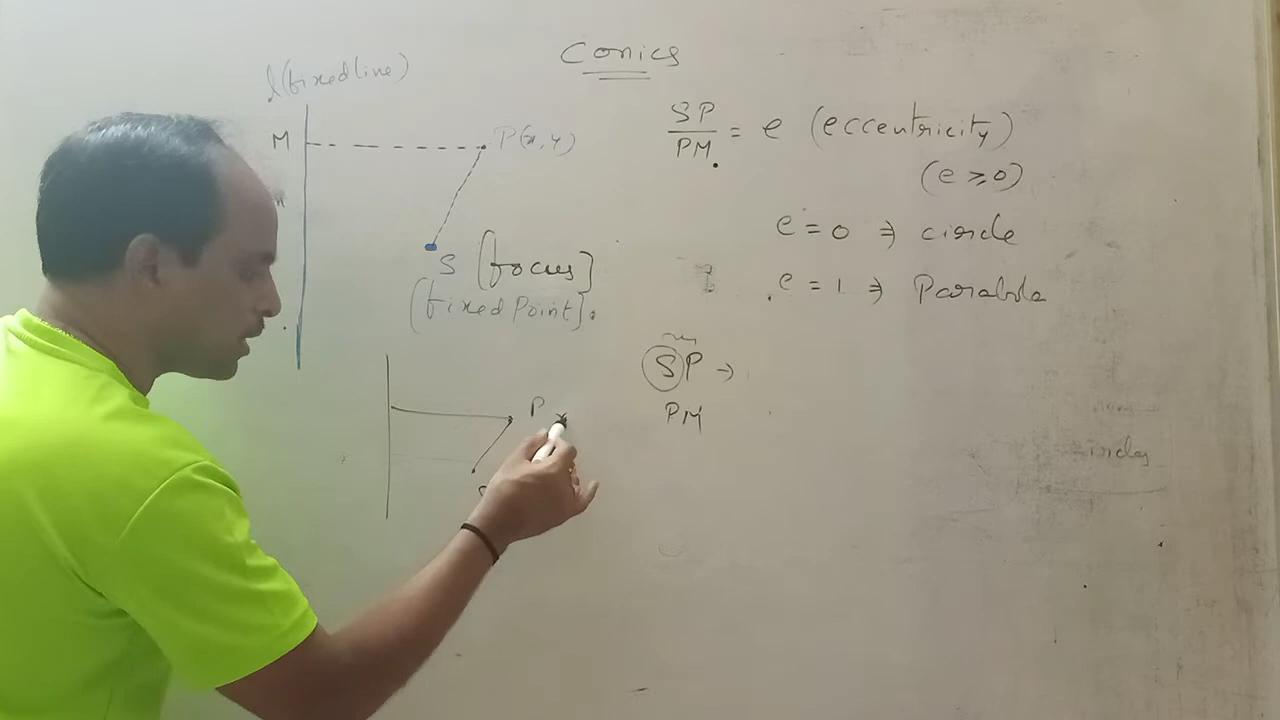 Conics
l (fixed line)
M
P(x, y)
S [focus]
(fixed Point].
SP/PM = e (eccentricity)
(e ≥ 0)
e = 0 ⇒ circle
e = 1 ⇒ Parabola
SP →
PM
P